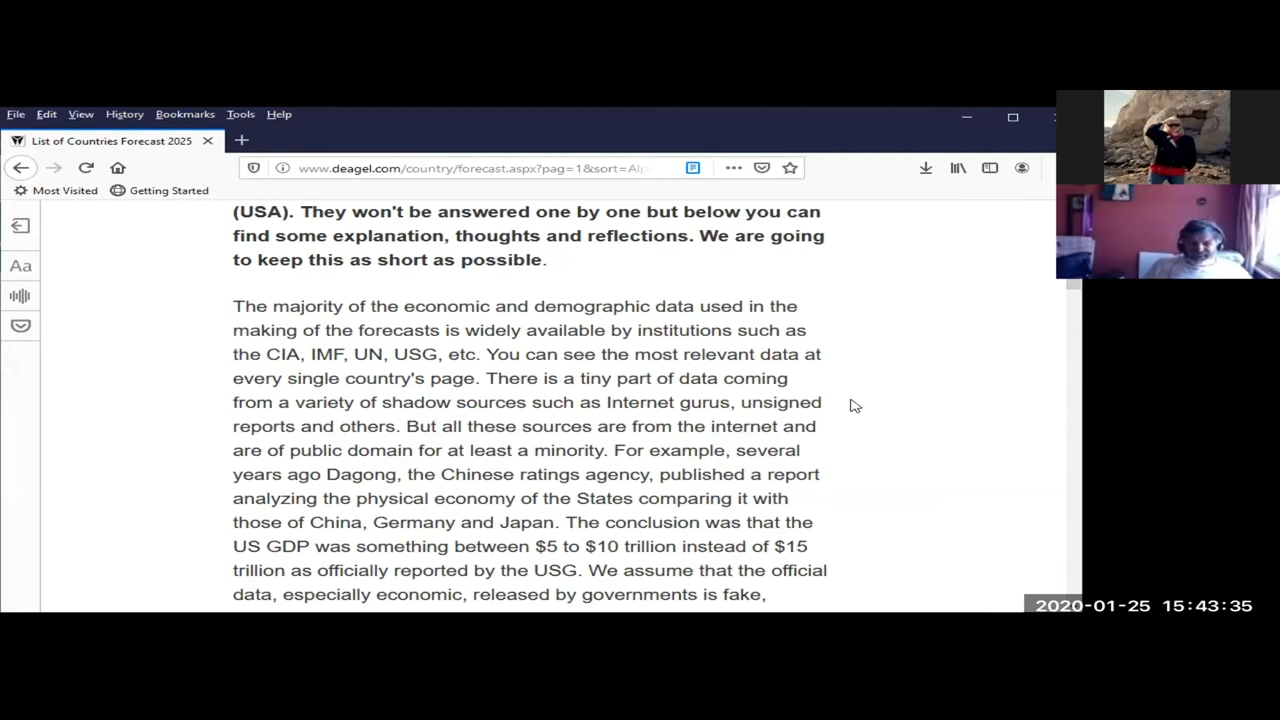 File Edit View History Bookmarks Tools Help
List of Countries Forecast 2025
www.deagel.com/country/forecast.aspx?pag=1&sort=Alp
Most Visited Getting Started
(USA). They won't be answered one by one but below you can
find some explanation, thoughts and reflections. We are going
to keep this as short as possible.
Aa
The majority of the economic and demographic data used in the
making of the forecasts is widely available by institutions such as
the CIA, IMF, UN, USG, etc. You can see the most relevant data at
every single country's page. There is a tiny part of data coming
from a variety of shadow sources such as Internet gurus, unsigned
reports and others. But all these sources are from the internet and
are of public domain for at least a minority. For example, several
years ago Dagong, the Chinese ratings agency, published a report
analyzing the physical economy of the States comparing it with
those of China, Germany and Japan. The conclusion was that the
US GDP was something between $5 to $10 trillion instead of $15
trillion as officially reported by the USG. We assume that the official
data, especially economic, released by governments is fake,
2020-01-25 15:43:35